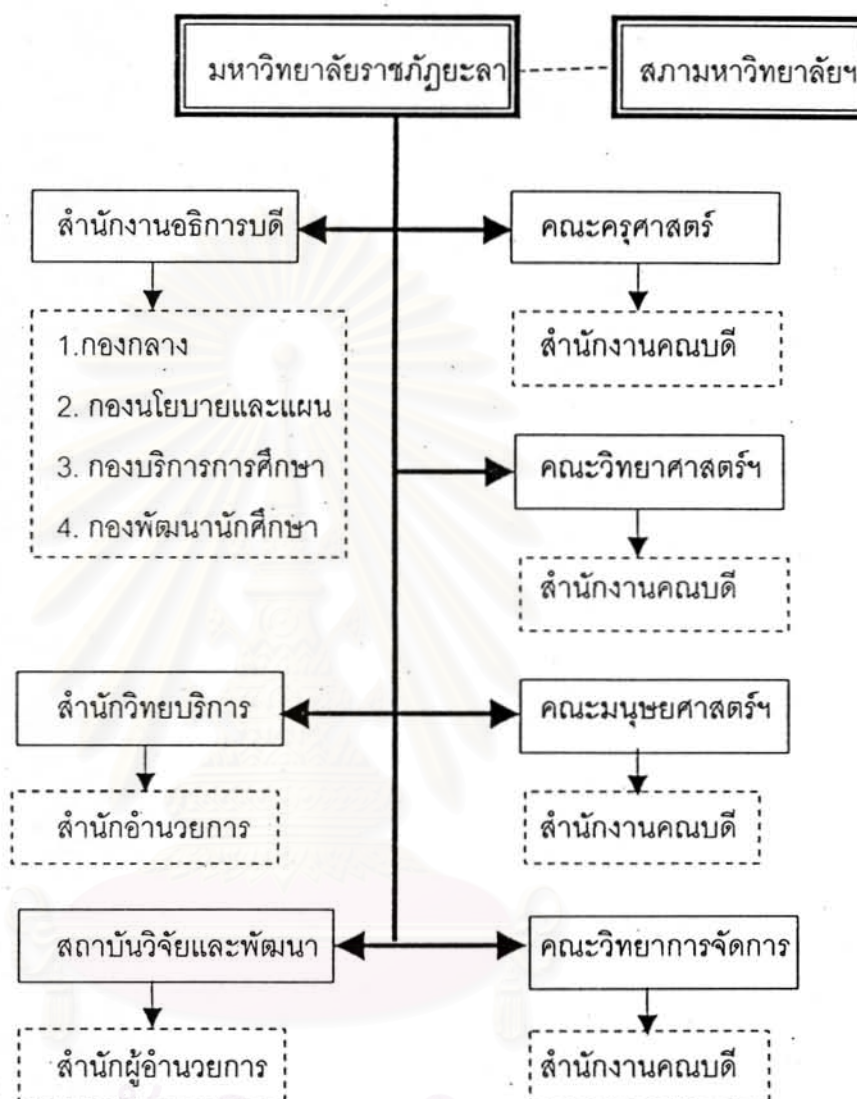 มหาวิทยาลัยราชภัฏยะลา
สภามหาวิทยาลัยฯ
สำนักงานอธิการบดี
คณะครุศาสตร์
1.กองกลาง
2. กองนโยบายและแผน
3. กองบริการการศึกษา
4. กองพัฒนานักศึกษา
สำนักงานคณบดี
คณะวิทยาศาสตร์ฯ
สำนักงานคณบดี
สำนักวิทยบริการ
คณะมนุษยศาสตร์ฯ
สำนักอำนวยการ
สำนักงานคณบดี
สถาบันวิจัยและพัฒนา
คณะวิทยาการจัดการ
สำนักผู้อำนวยการ
สำนักงานคณบดี